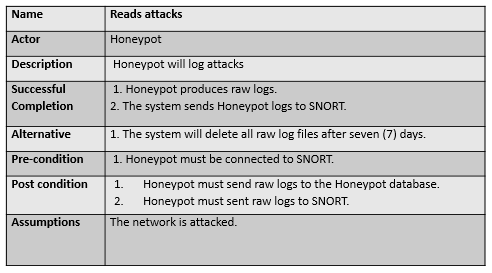 Name Reads attacks
Actor Honeypot
Description Honeypot will log attacks
Successful 1. Honeypot produces raw logs.
Completion 2. The system sends Honeypot logs to SNORT.
Alternative 1. The system will delete all raw log files after seven (7) days.
Pre-condition 1. Honeypot must be connected to SNORT.
Post condition 1. Honeypot must send raw logs to the Honeypot database.
2. Honeypot must sent raw logs to SNORT.
Assumptions The network is attacked.